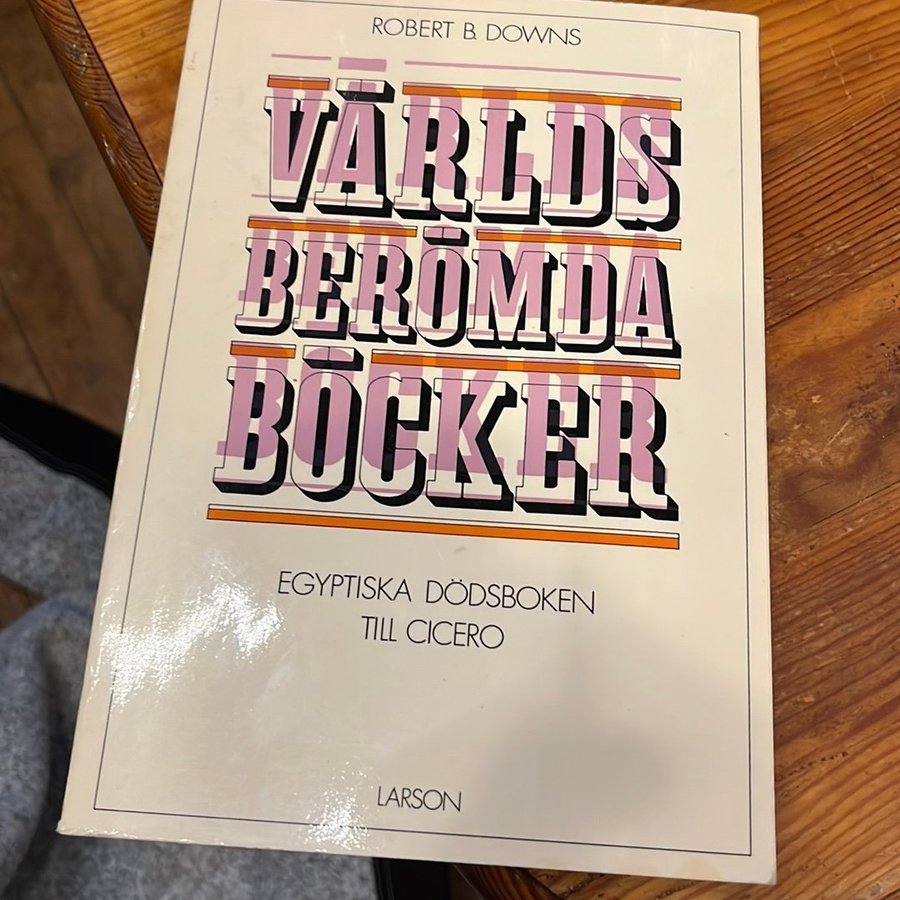 ROBERT B. DOWNS
VÄRLDS
BERÖMDA
BÖCKER
EGYPTISKA DÖDSBOKEN
TILL CICERO
LARSON